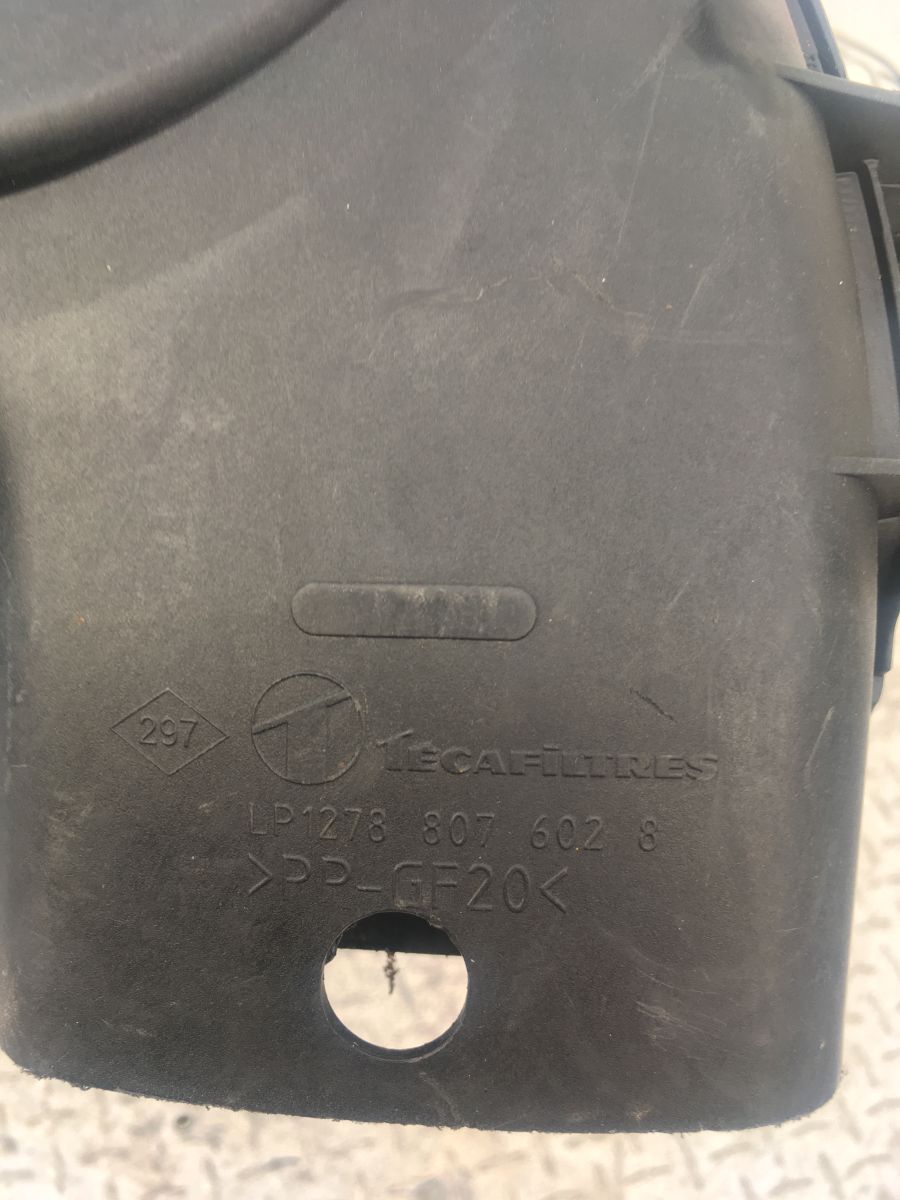 297
TECAFILTRES
LP1278 807 602 8
>PP-GF20<